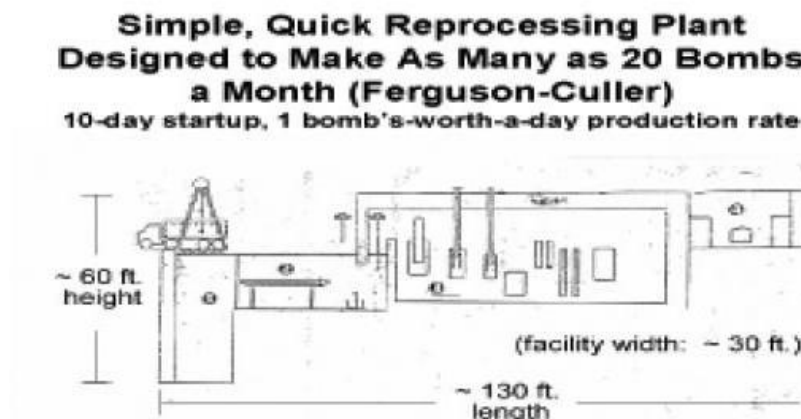 Simple, Quick Reprocessing Plant
Designed to Make As Many as 20 Bombs
a Month (Ferguson-Culler)
10-day startup, 1 bomb's-worth-a-day production rate
~ 60 ft.
height
(facility width: ~ 30 ft.)
~ 130 ft.
length